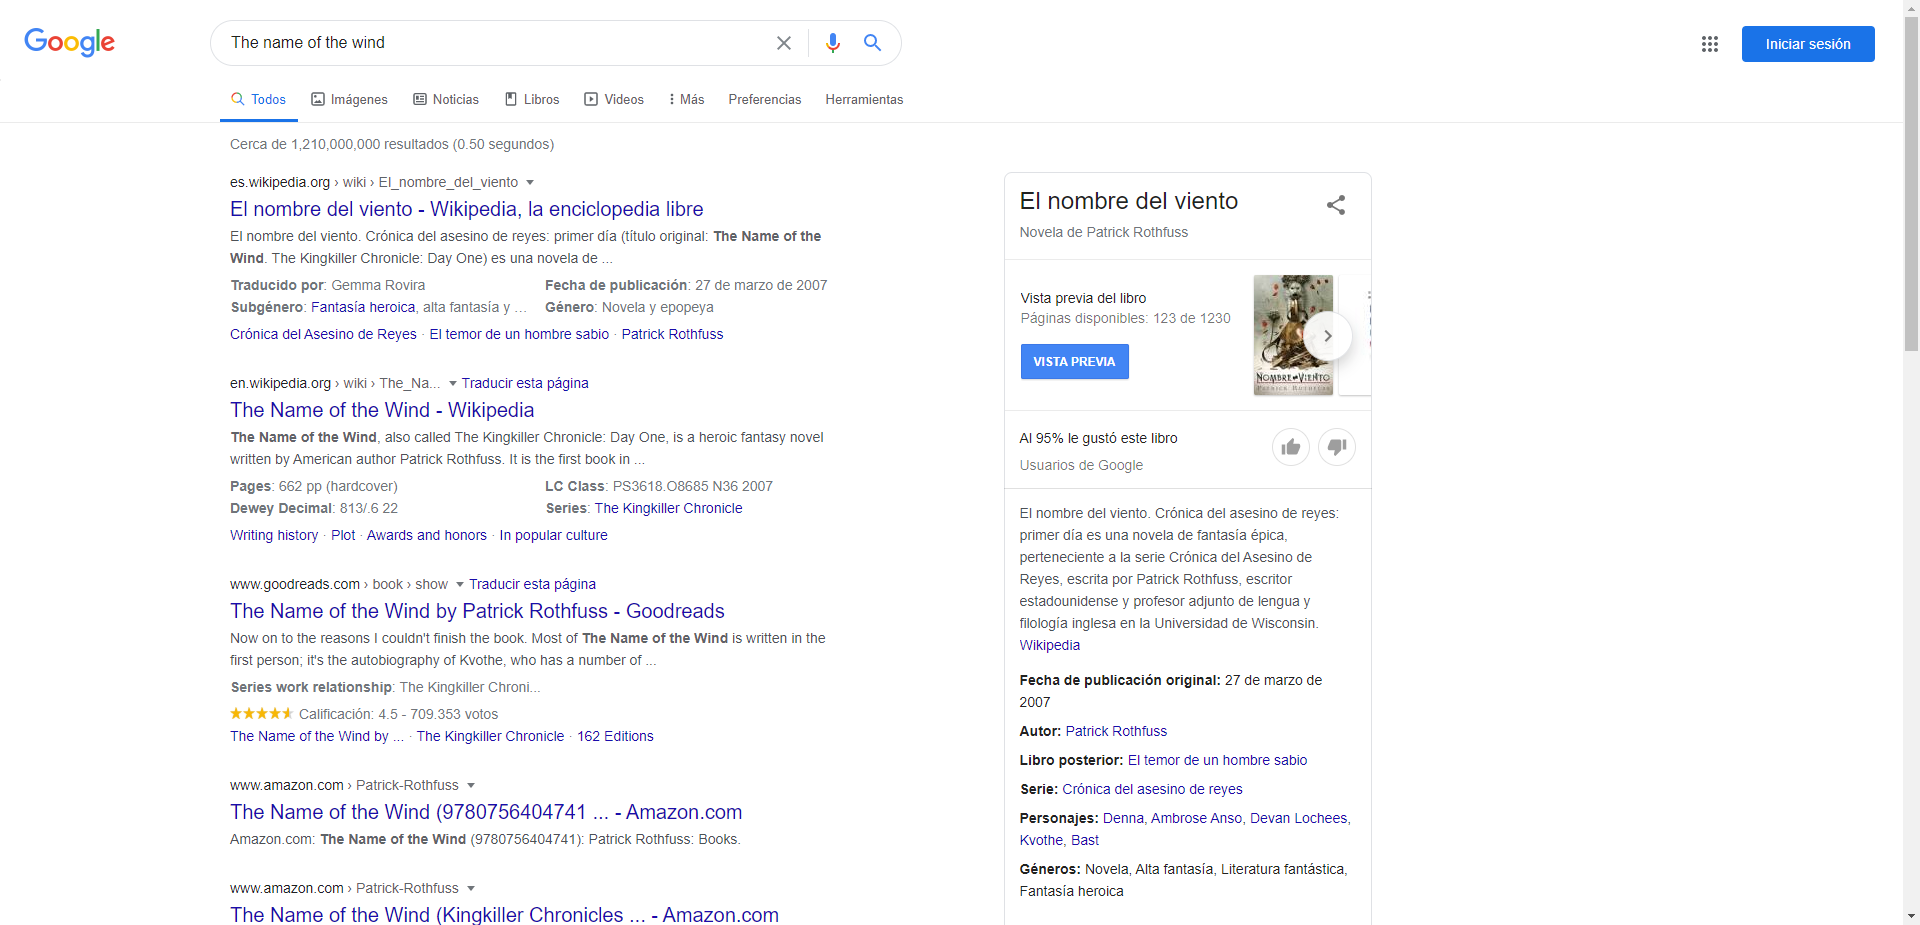 Google
The name of the wind
Iniciar sesión
Todos
Imágenes
Noticias
Libros
Videos
Más
Preferencias
Herramientas
Cerca de 1,210,000,000 resultados (0.50 segundos)
es.wikipedia.org › wiki › El_nombre_del_viento
El nombre del viento - Wikipedia, la enciclopedia libre
El nombre del viento. Crónica del asesino de reyes: primer día (título original: The Name of the
Wind. The Kingkiller Chronicle: Day One) es una novela de ...
Traducido por: Gemma Rovira
Fecha de publicación: 27 de marzo de 2007
Subgénero: Fantasía heroica, alta fantasía y ...
Género: Novela y epopeya
Crónica del Asesino de Reyes · El temor de un hombre sabio · Patrick Rothfuss
en.wikipedia.org › wiki › The_Na... Traducir esta página
The Name of the Wind - Wikipedia
The Name of the Wind, also called The Kingkiller Chronicle: Day One, is a heroic fantasy novel
written by American author Patrick Rothfuss. It is the first book in ...
Pages: 662 pp (hardcover)
LC Class: PS3618.O8685 N36 2007
Dewey Decimal: 813/.6 22
Series: The Kingkiller Chronicle
Writing history · Plot · Awards and honors · In popular culture
www.goodreads.com › book › show Traducir esta página
The Name of the Wind by Patrick Rothfuss - Goodreads
Now on to the reasons I couldn't finish the book. Most of The Name of the Wind is written in the
first person; it's the autobiography of Kvothe, who has a number of ...
Series work relationship: The Kingkiller Chroni...
Calificación: 4.5 - 709.353 votos
The Name of the Wind by ... · The Kingkiller Chronicle · 162 Editions
www.amazon.com › Patrick-Rothfuss
The Name of the Wind (9780756404741 ... - Amazon.com
Amazon.com: The Name of the Wind (9780756404741): Patrick Rothfuss: Books.
www.amazon.com › Patrick-Rothfuss
The Name of the Wind (Kingkiller Chronicles ... - Amazon.com
El nombre del viento
Novela de Patrick Rothfuss
Vista previa del libro
Páginas disponibles: 123 de 1230
VISTA PREVIA
NOMBRE DEL VIENTO
PATRICK ROTHFUSS
Al 95% le gustó este libro
Usuarios de Google
El nombre del viento. Crónica del asesino de reyes:
primer día es una novela de fantasía épica,
perteneciente a la serie Crónica del Asesino de
Reyes, escrita por Patrick Rothfuss, escritor
estadounidense y profesor adjunto de lengua y
filología inglesa en la Universidad de Wisconsin.
Wikipedia
Fecha de publicación original: 27 de marzo de
2007
Autor: Patrick Rothfuss
Libro posterior: El temor de un hombre sabio
Serie: Crónica del asesino de reyes
Personajes: Denna, Ambrose Anso, Devan Lochees,
Kvothe, Bast
Géneros: Novela, Alta fantasía, Literatura fantástica,
Fantasía heroica